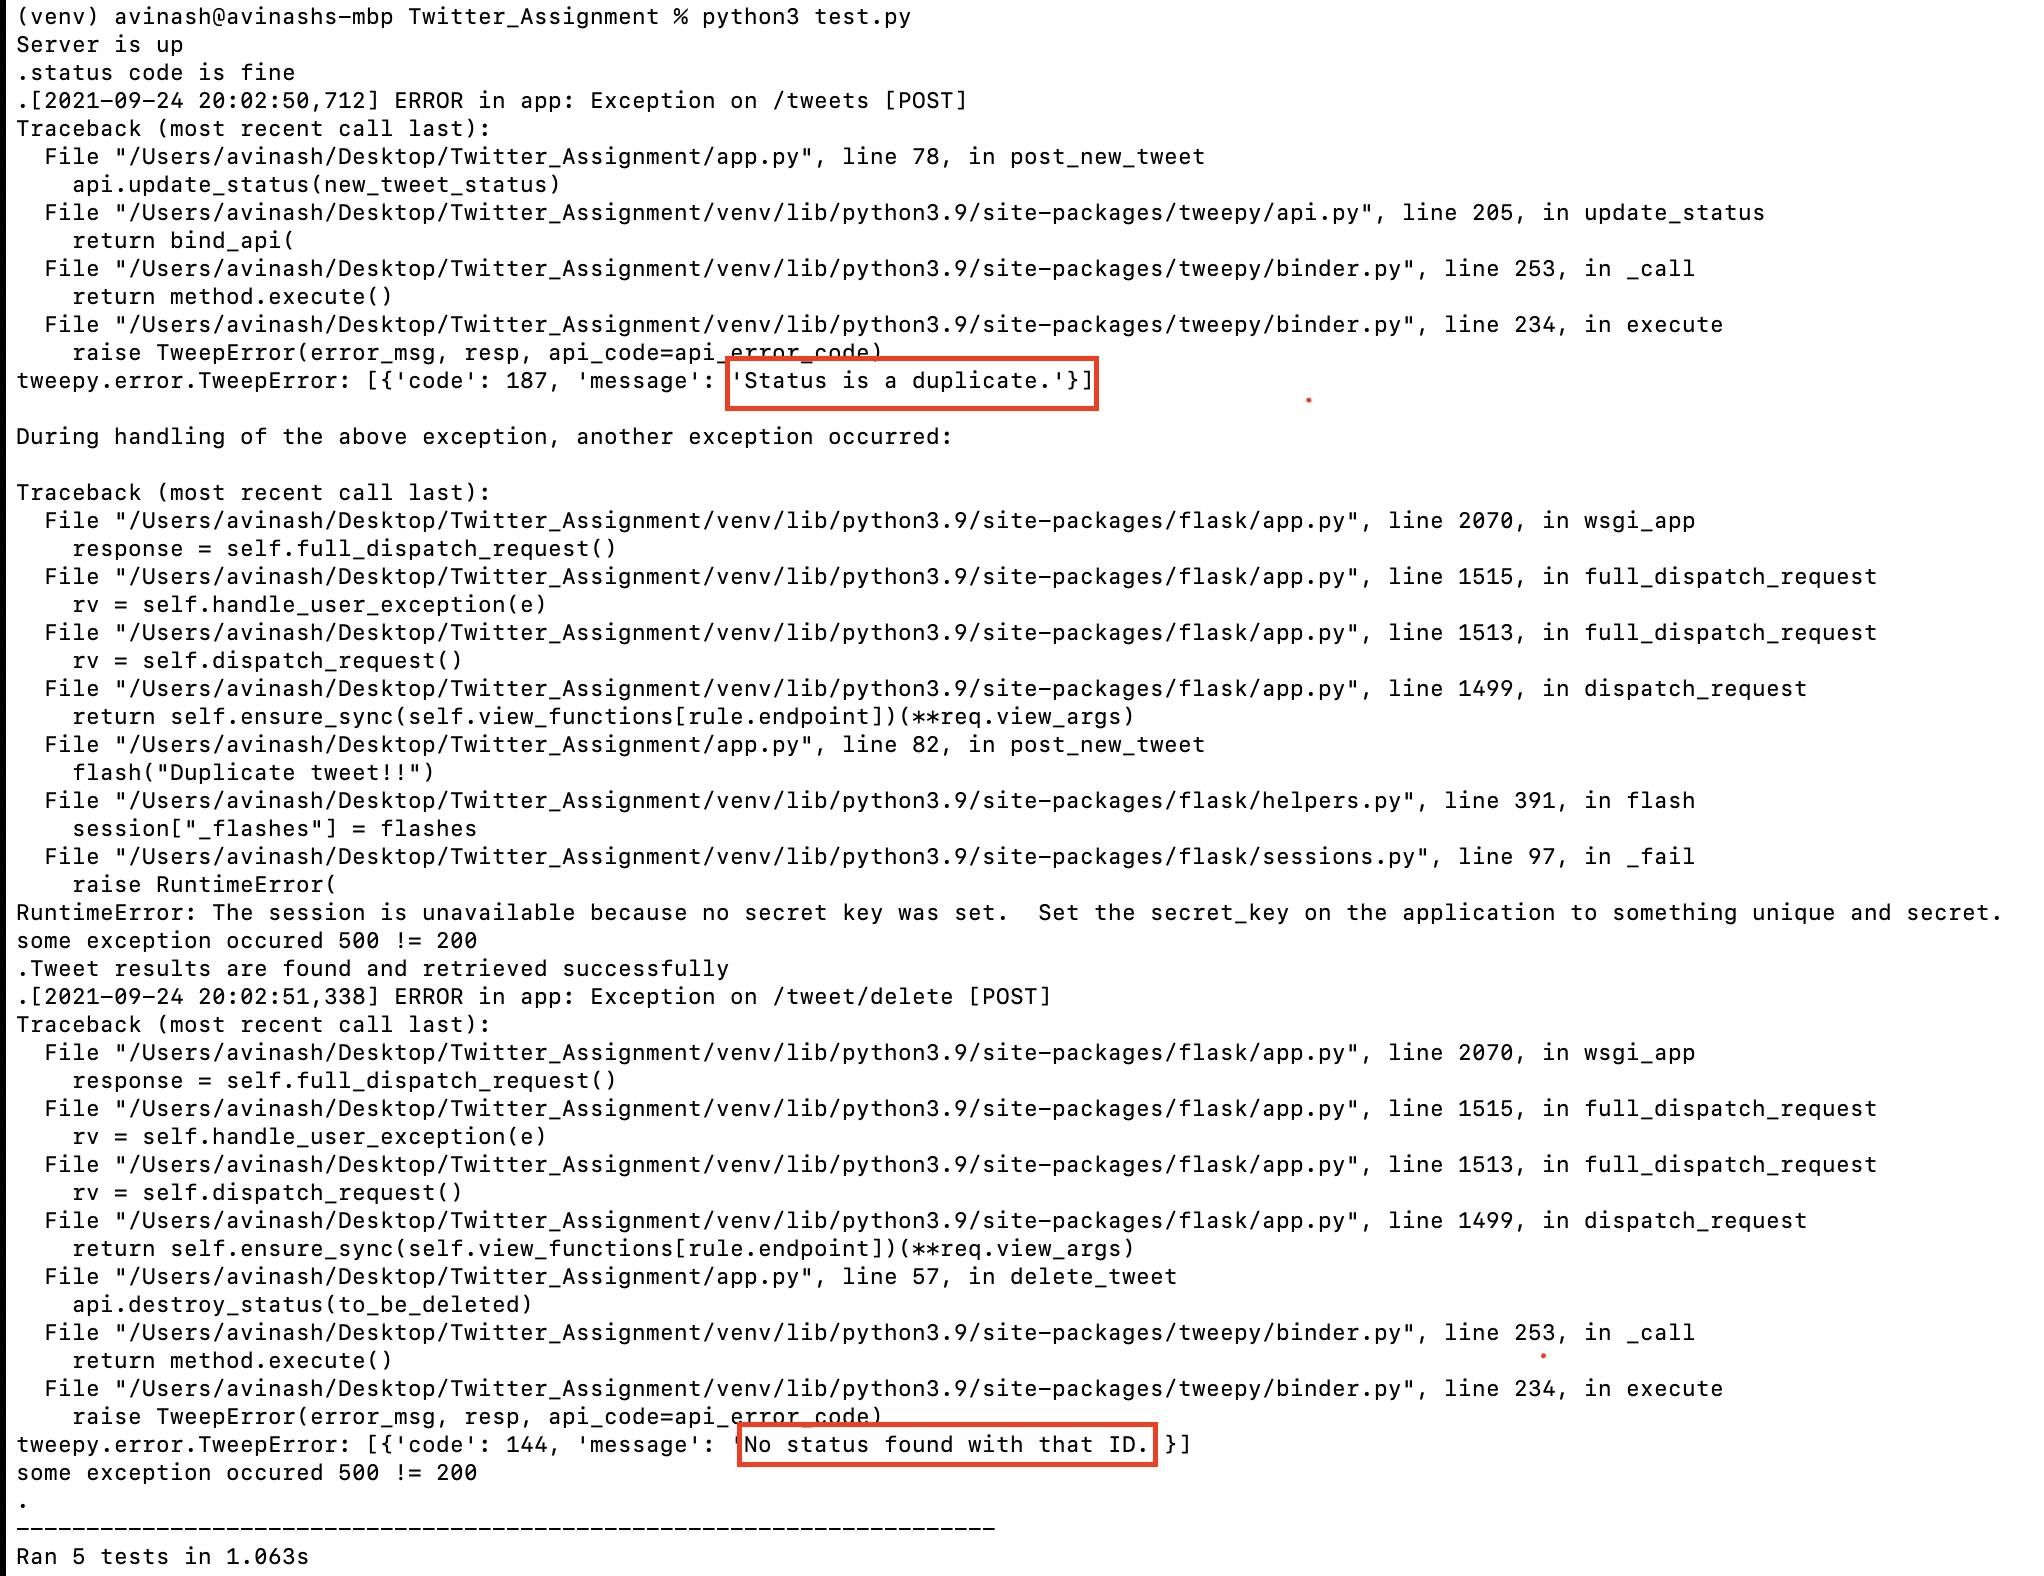 (venv) avinash@avinashs-mbp Twitter_Assignment % python3 test.py
Server is up
.status code is fine
.[2021-09-24 20:02:50,712] ERROR in app: Exception on /tweets [POST]
Traceback (most recent call last):
  File "/Users/avinash/Desktop/Twitter_Assignment/app.py", line 78, in post_new_tweet
    api.update_status(new_tweet_status)
  File "/Users/avinash/Desktop/Twitter_Assignment/venv/lib/python3.9/site-packages/tweepy/api.py", line 205, in update_status
    return bind_api(
  File "/Users/avinash/Desktop/Twitter_Assignment/venv/lib/python3.9/site-packages/tweepy/binder.py", line 253, in _call
    return method.execute()
  File "/Users/avinash/Desktop/Twitter_Assignment/venv/lib/python3.9/site-packages/tweepy/binder.py", line 234, in execute
    raise TweepError(error_msg, resp, api_code=api_error_code)
tweepy.error.TweepError: [{'code': 187, 'message': 'Status is a duplicate.'}]

During handling of the above exception, another exception occurred:

Traceback (most recent call last):
  File "/Users/avinash/Desktop/Twitter_Assignment/venv/lib/python3.9/site-packages/flask/app.py", line 2070, in wsgi_app
    response = self.full_dispatch_request()
  File "/Users/avinash/Desktop/Twitter_Assignment/venv/lib/python3.9/site-packages/flask/app.py", line 1515, in full_dispatch_request
    rv = self.handle_user_exception(e)
  File "/Users/avinash/Desktop/Twitter_Assignment/venv/lib/python3.9/site-packages/flask/app.py", line 1513, in full_dispatch_request
    rv = self.dispatch_request()
  File "/Users/avinash/Desktop/Twitter_Assignment/venv/lib/python3.9/site-packages/flask/app.py", line 1499, in dispatch_request
    return self.ensure_sync(self.view_functions[rule.endpoint])(**req.view_args)
  File "/Users/avinash/Desktop/Twitter_Assignment/app.py", line 82, in post_new_tweet
    flash("Duplicate tweet!!")
  File "/Users/avinash/Desktop/Twitter_Assignment/venv/lib/python3.9/site-packages/flask/helpers.py", line 391, in flash
    session["_flashes"] = flashes
  File "/Users/avinash/Desktop/Twitter_Assignment/venv/lib/python3.9/site-packages/flask/sessions.py", line 97, in _fail
    raise RuntimeError(
RuntimeError: The session is unavailable because no secret key was set.  Set the secret_key on the application to something unique and secret.
some exception occured 500 != 200
.Tweet results are found and retrieved successfully
.[2021-09-24 20:02:51,338] ERROR in app: Exception on /tweet/delete [POST]
Traceback (most recent call last):
  File "/Users/avinash/Desktop/Twitter_Assignment/venv/lib/python3.9/site-packages/flask/app.py", line 2070, in wsgi_app
    response = self.full_dispatch_request()
  File "/Users/avinash/Desktop/Twitter_Assignment/venv/lib/python3.9/site-packages/flask/app.py", line 1515, in full_dispatch_request
    rv = self.handle_user_exception(e)
  File "/Users/avinash/Desktop/Twitter_Assignment/venv/lib/python3.9/site-packages/flask/app.py", line 1513, in full_dispatch_request
    rv = self.dispatch_request()
  File "/Users/avinash/Desktop/Twitter_Assignment/venv/lib/python3.9/site-packages/flask/app.py", line 1499, in dispatch_request
    return self.ensure_sync(self.view_functions[rule.endpoint])(**req.view_args)
  File "/Users/avinash/Desktop/Twitter_Assignment/app.py", line 57, in delete_tweet
    api.destroy_status(to_be_deleted)
  File "/Users/avinash/Desktop/Twitter_Assignment/venv/lib/python3.9/site-packages/tweepy/binder.py", line 253, in _call
    return method.execute()
  File "/Users/avinash/Desktop/Twitter_Assignment/venv/lib/python3.9/site-packages/tweepy/binder.py", line 234, in execute
    raise TweepError(error_msg, resp, api_code=api_error_code)
tweepy.error.TweepError: [{'code': 144, 'message': 'No status found with that ID. }]
some exception occured 500 != 200
.
----------------------------------------------------------------------
Ran 5 tests in 1.063s